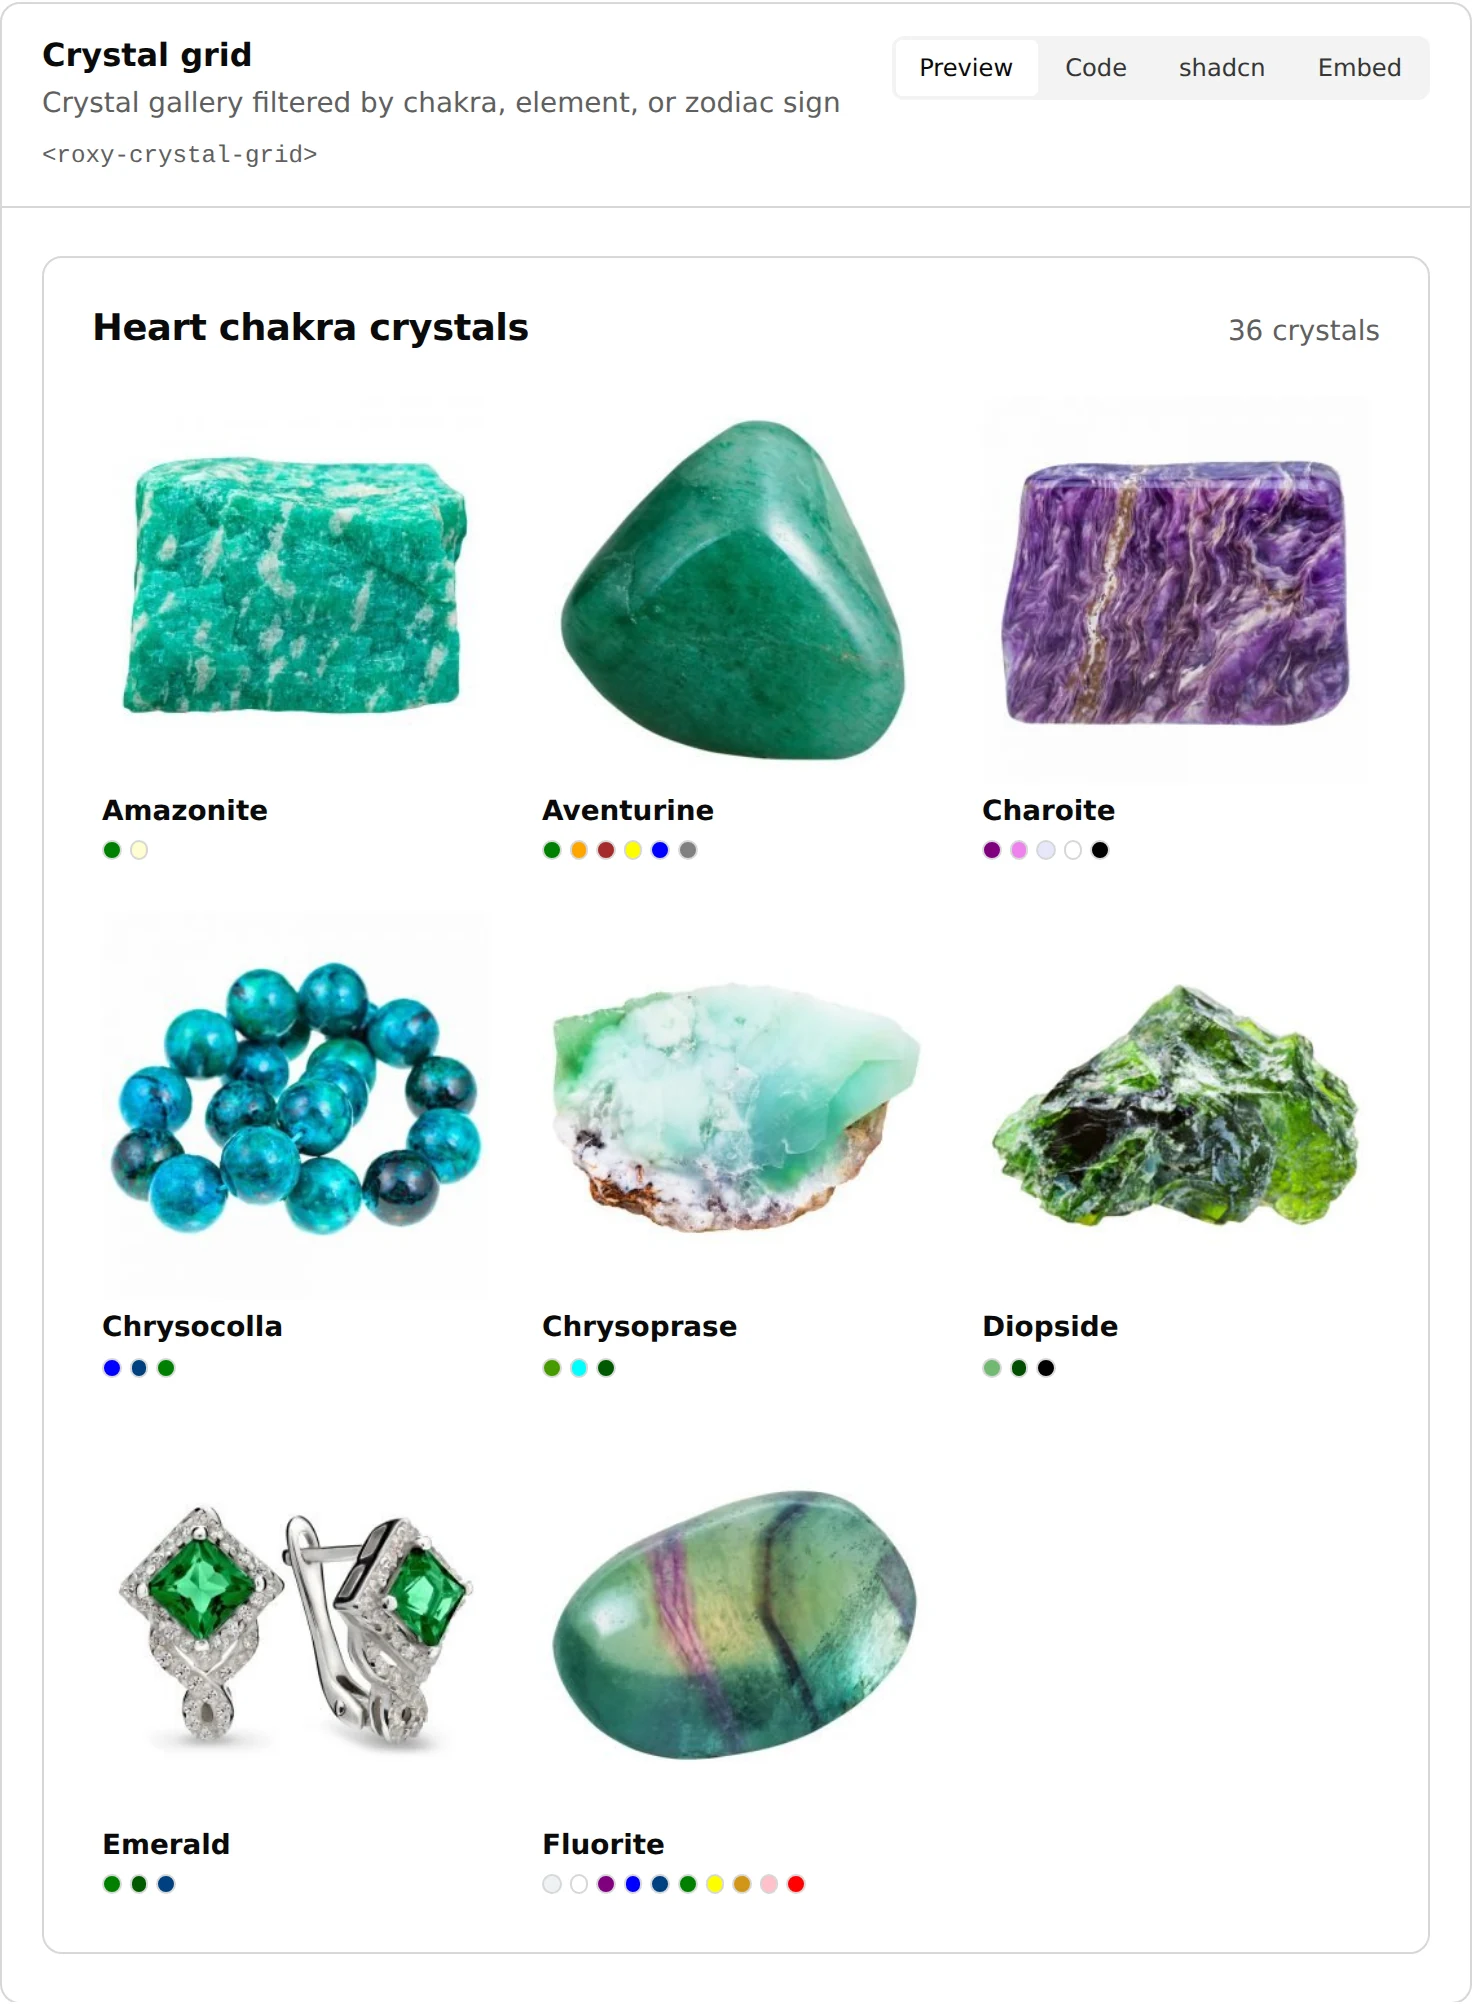 Crystal grid
Preview
Code
shadcn
Embed
Crystal gallery filtered by chakra, element, or zodiac sign
<roxy-crystal-grid>
Heart chakra crystals
36 crystals
Amazonite
Aventurine
Charoite
Chrysocolla
Chrysoprase
Diopside
Emerald
Fluorite